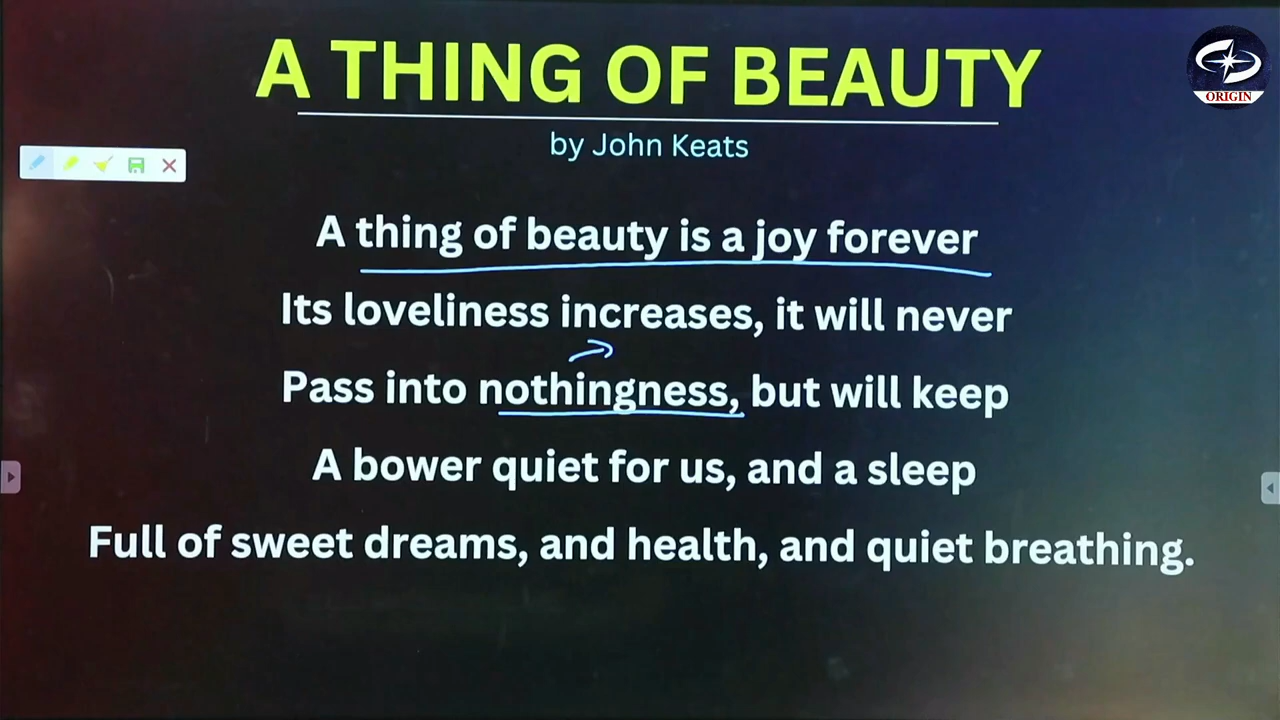 A THING OF BEAUTY
by John Keats
A thing of beauty is a joy forever
Its loveliness increases, it will never
Pass into nothingness, but will keep
A bower quiet for us, and a sleep
Full of sweet dreams, and health, and quiet breathing.
ORIGIN